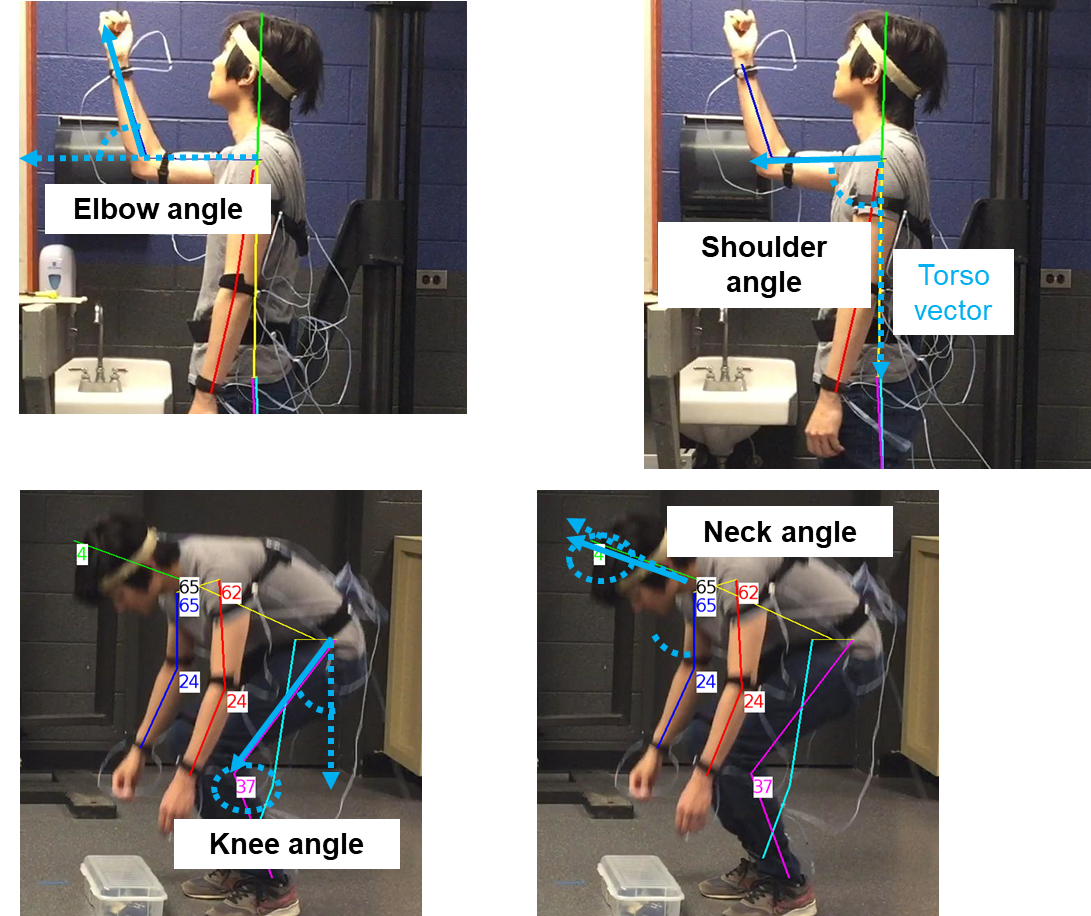 Elbow angle
Shoulder
angle
Torso
vector
4
65
65
62
24
24
37
Knee angle
Neck angle
4
65
65
62
24
24
37